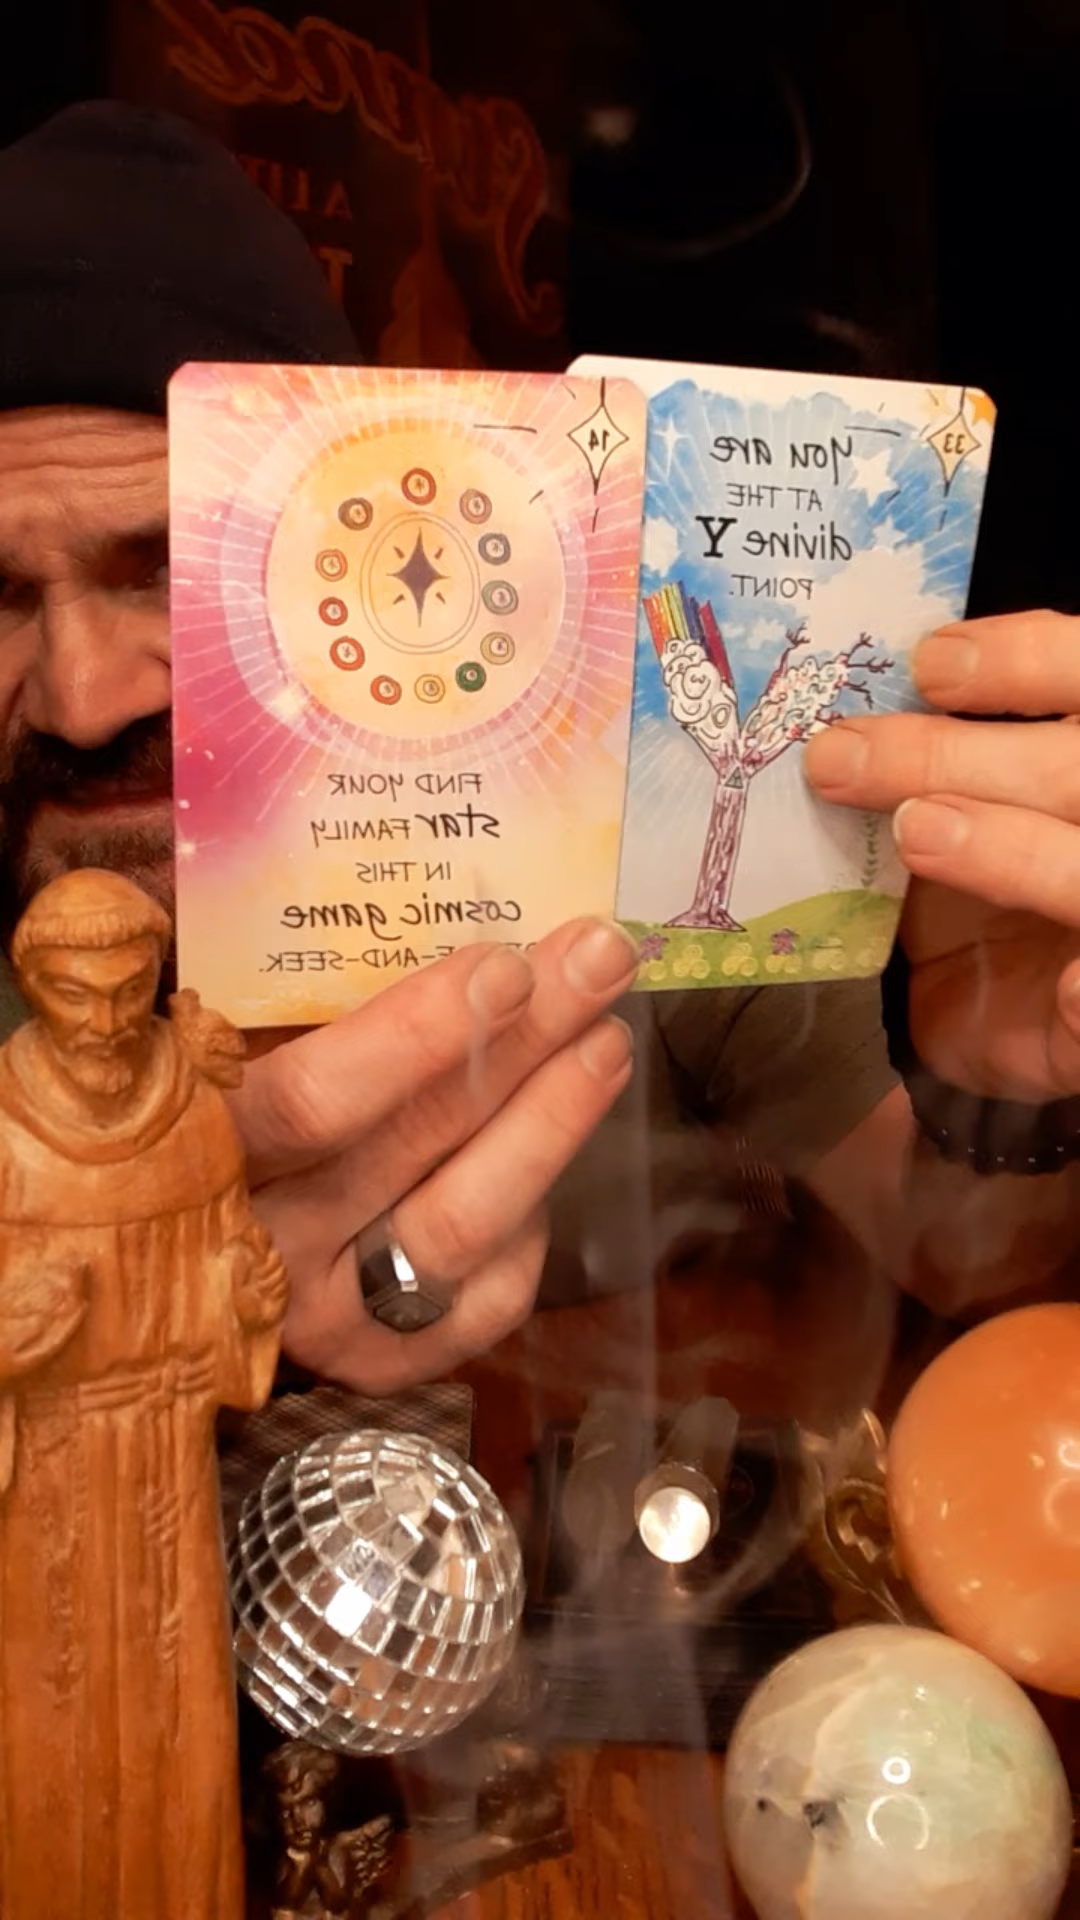 14
FIND YOUR
star FAMILY
IN THIS
cosmic game
-AND-SEEK.
33
You are
AT THE
divine Y
POINT.